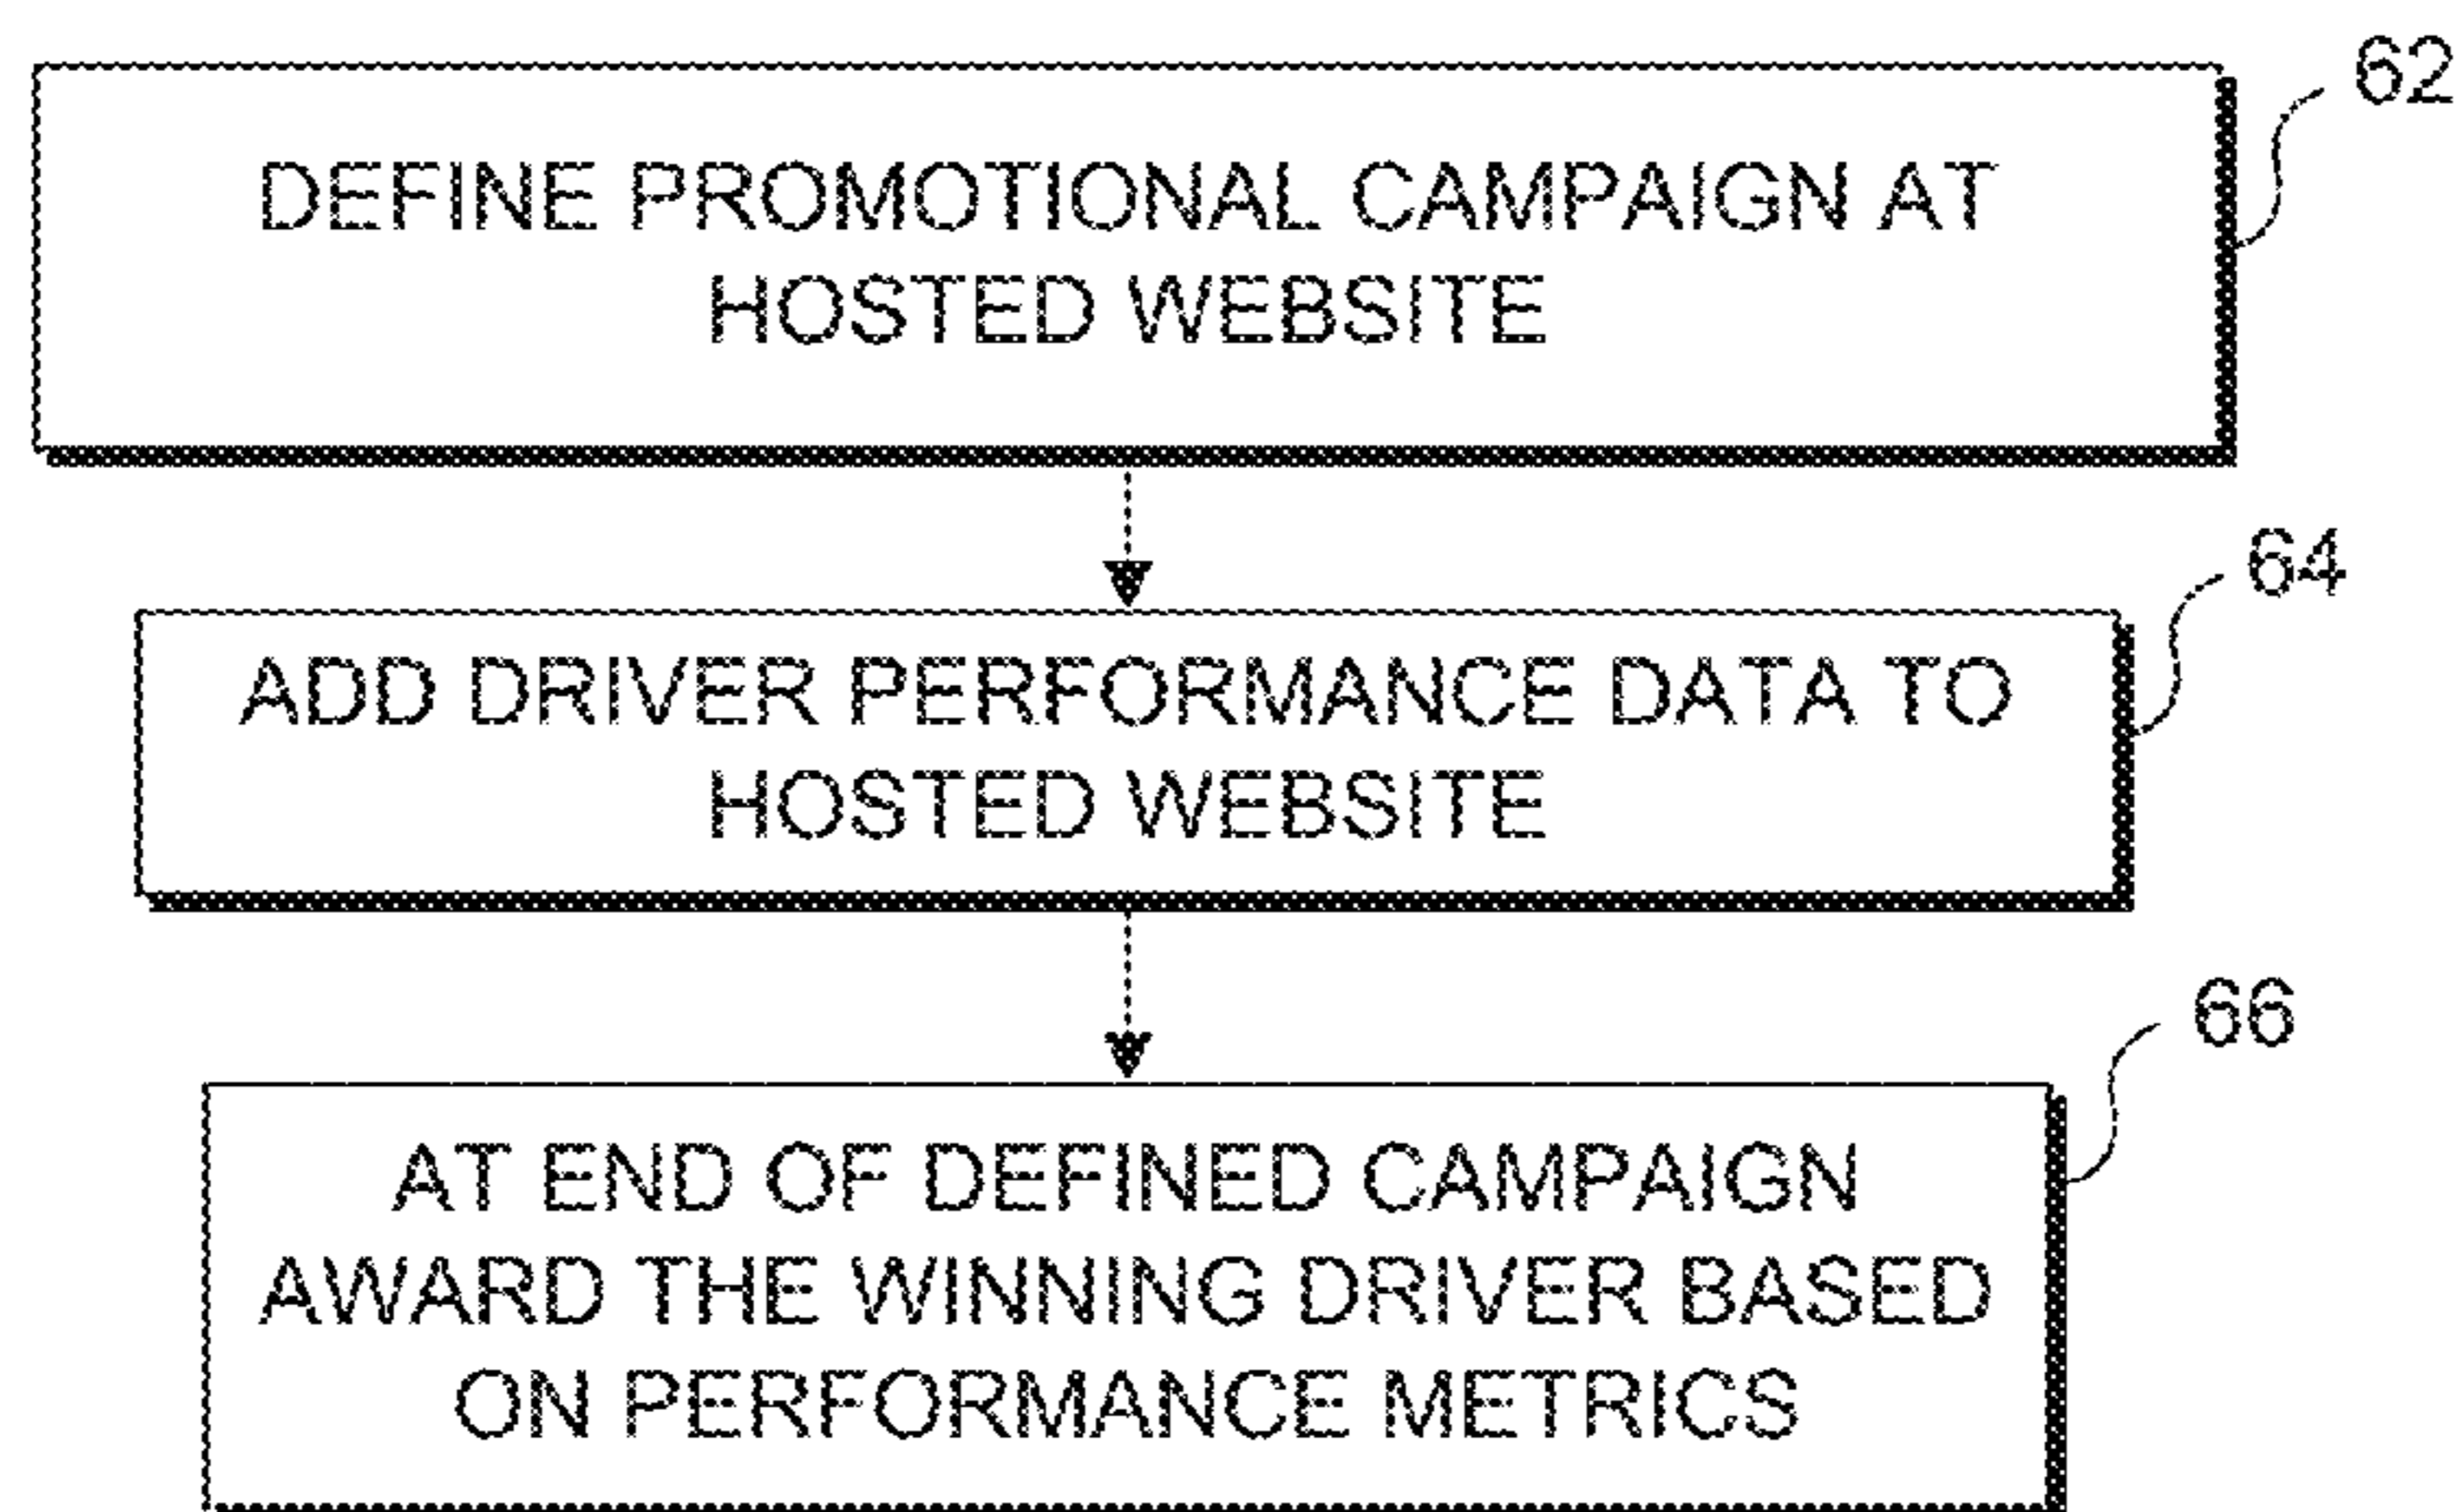 62
DEFINE PROMOTIONAL CAMPAIGN AT
HOSTED WEBSITE
64
ADD DRIVER PERFORMANCE DATA TO
HOSTED WEBSITE
66
AT END OF DEFINED CAMPAIGN
AWARD THE WINNING DRIVER BASED
ON PERFORMANCE METRICS